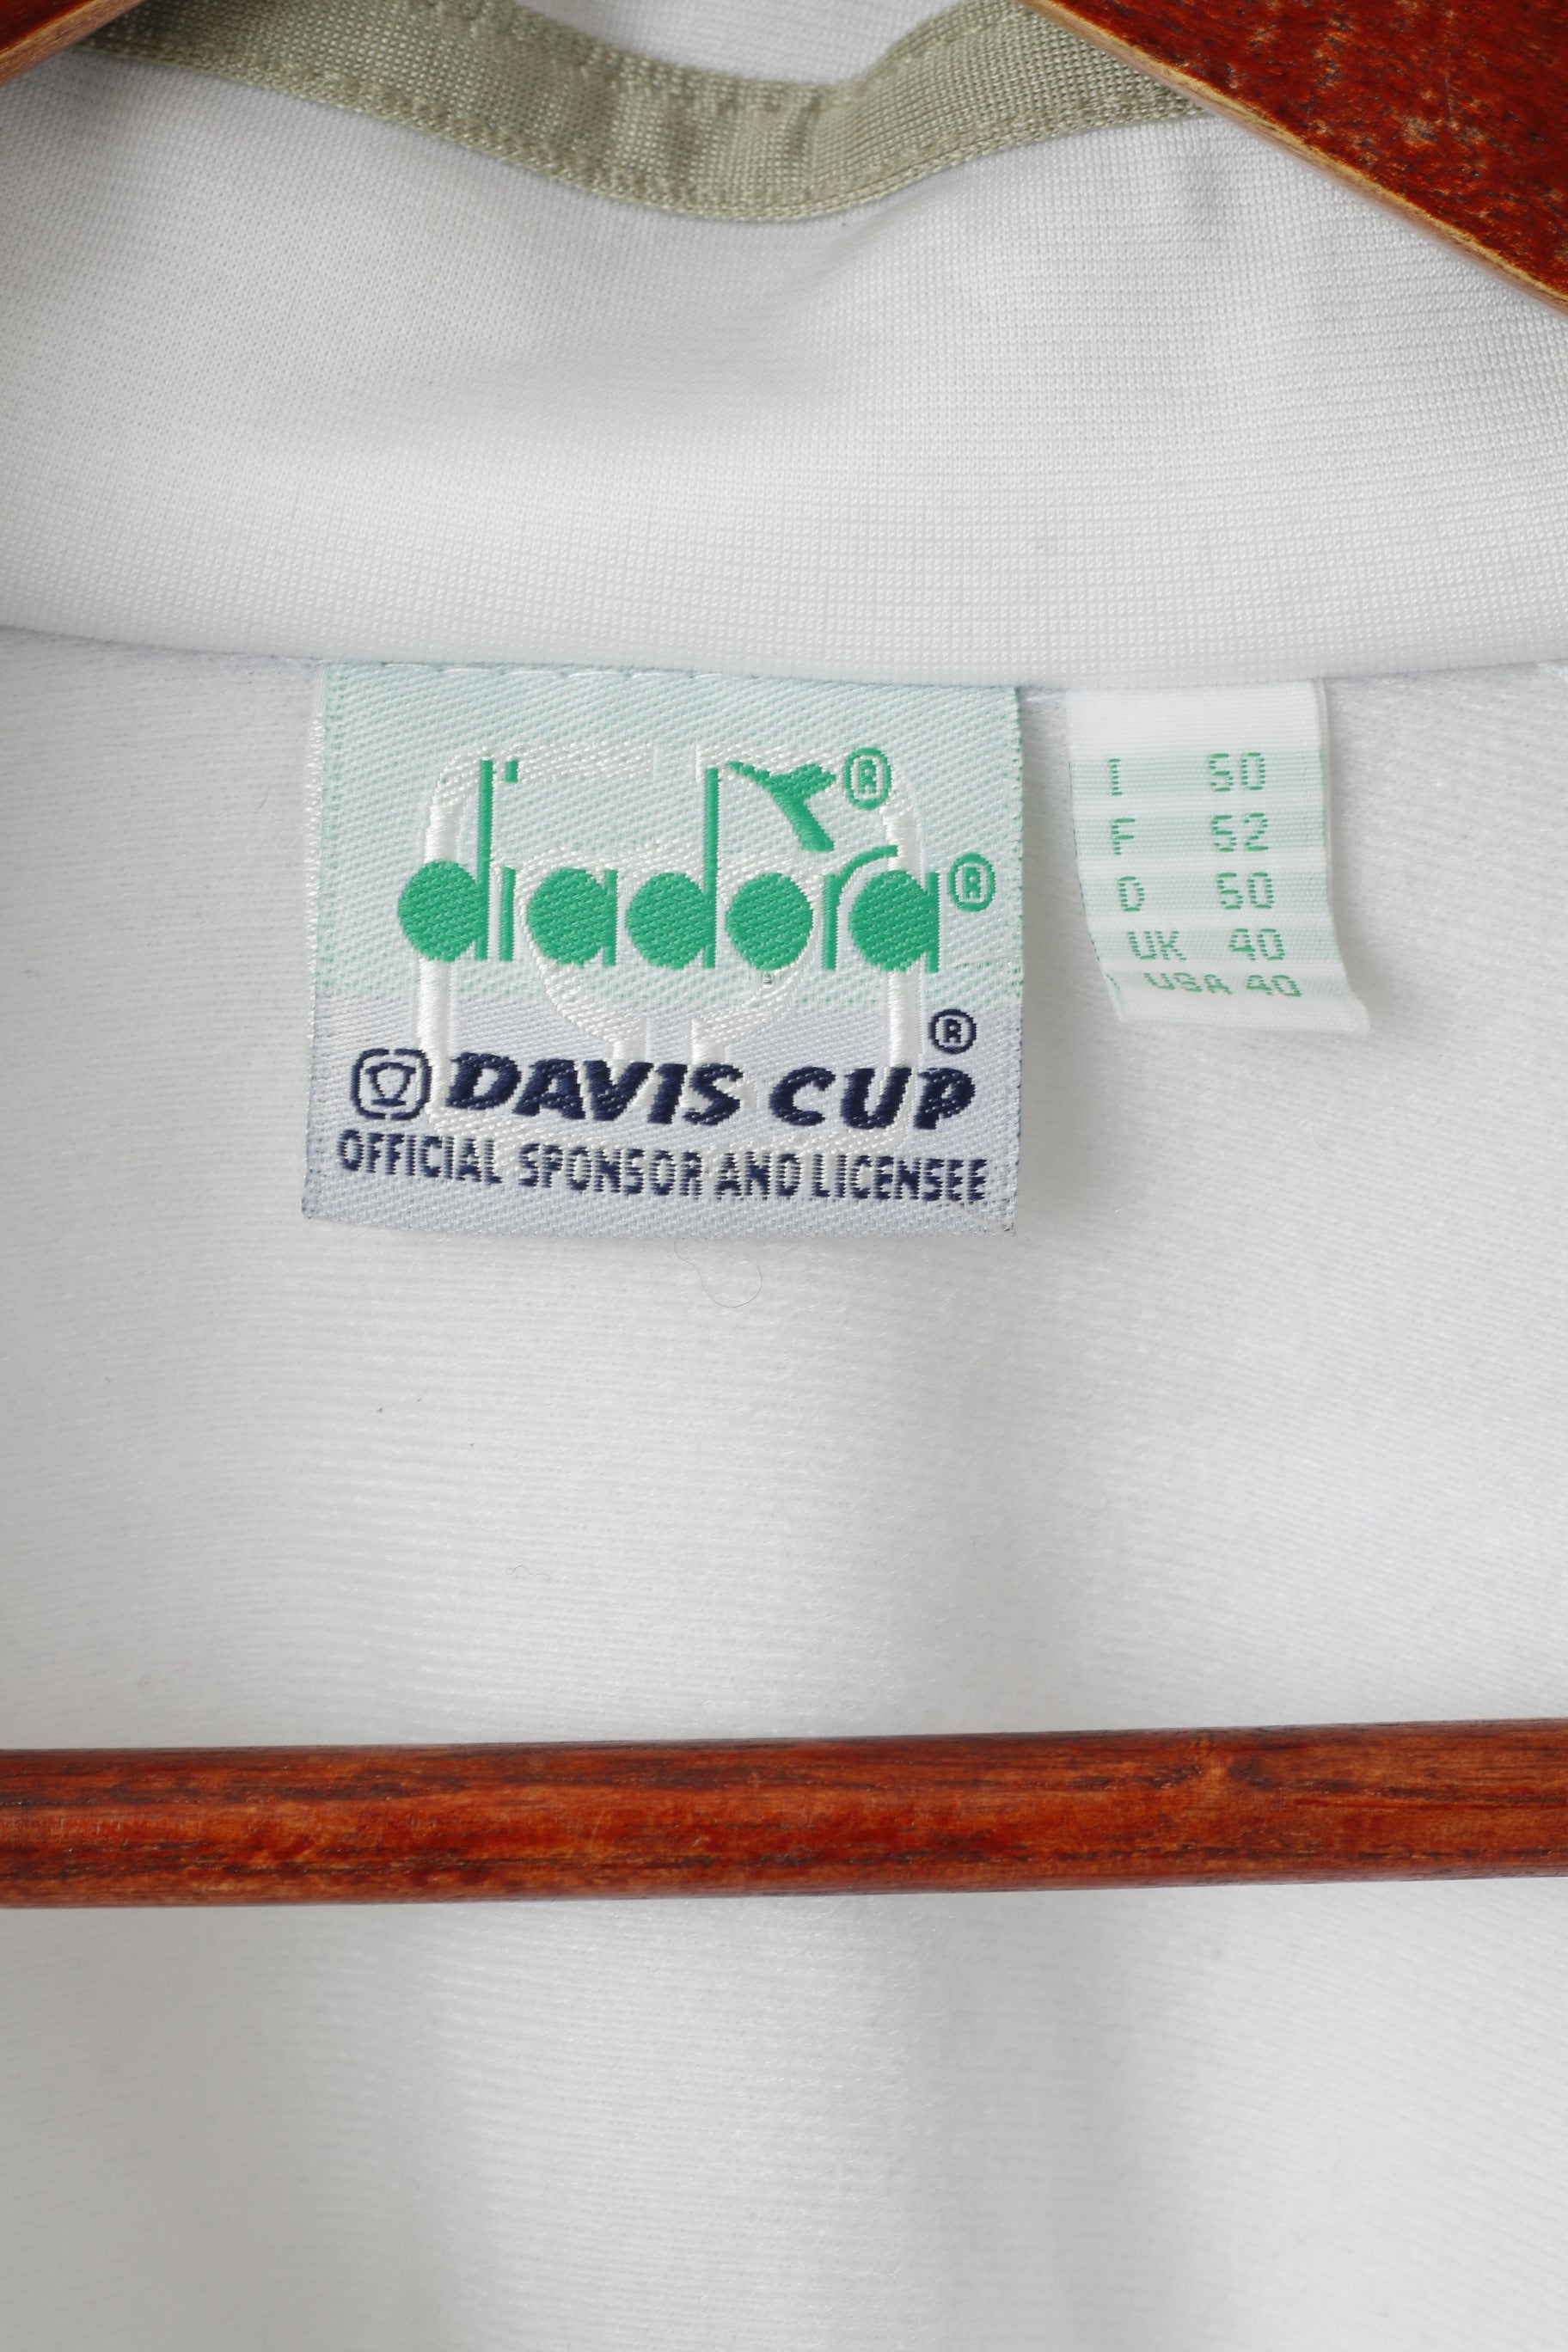 diadora®
®
®
DAVIS CUP
OFFICIAL SPONSOR AND LICENSEE
I 50
F 52
D 50
UK 40
USA 40